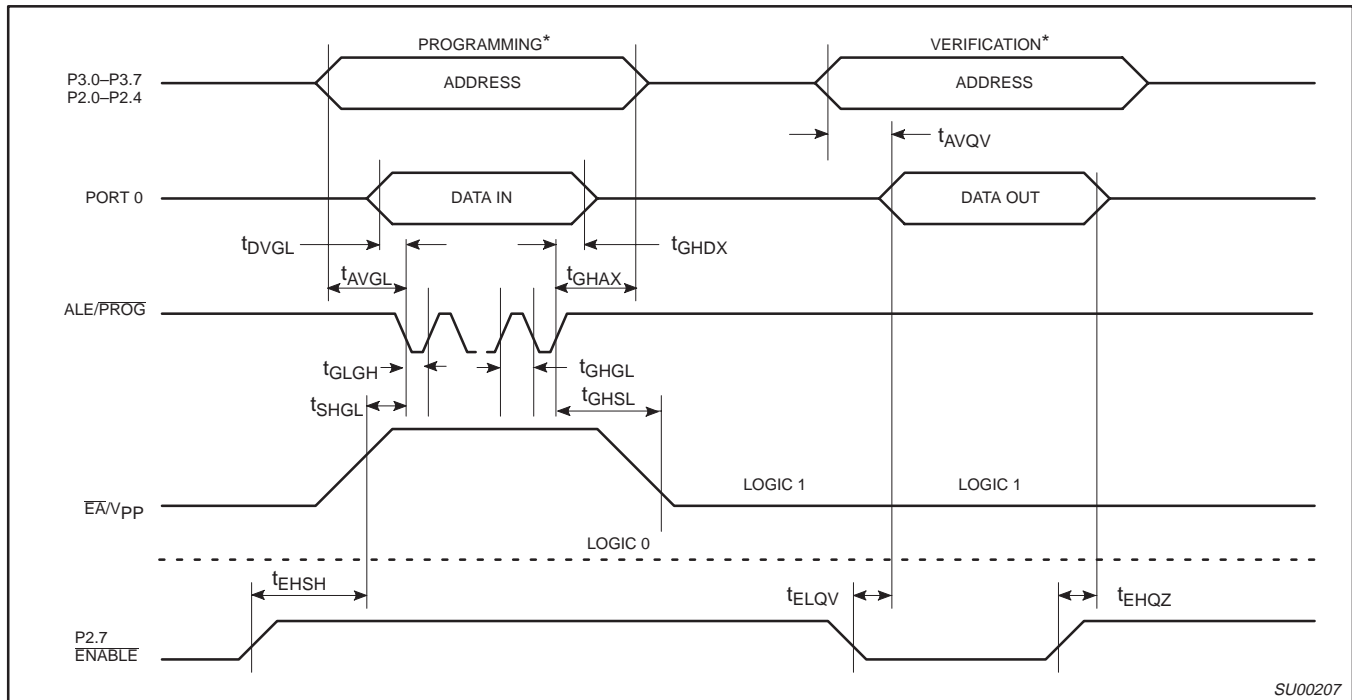 PROGRAMMING*
VERIFICATION*
P3.0–P3.7
P2.0–P2.4
ADDRESS
ADDRESS
tAVQV
PORT 0
DATA IN
DATA OUT
tDVGL
tGHDX
tAVGL
tGHAX
ALE/PROG
tGLGH
tGHGL
tSHGL
tGHSL
EA/VPP
LOGIC 1
LOGIC 1
LOGIC 0
tEHSH
tELQV
tEHQZ
P2.7
ENABLE
SU00207